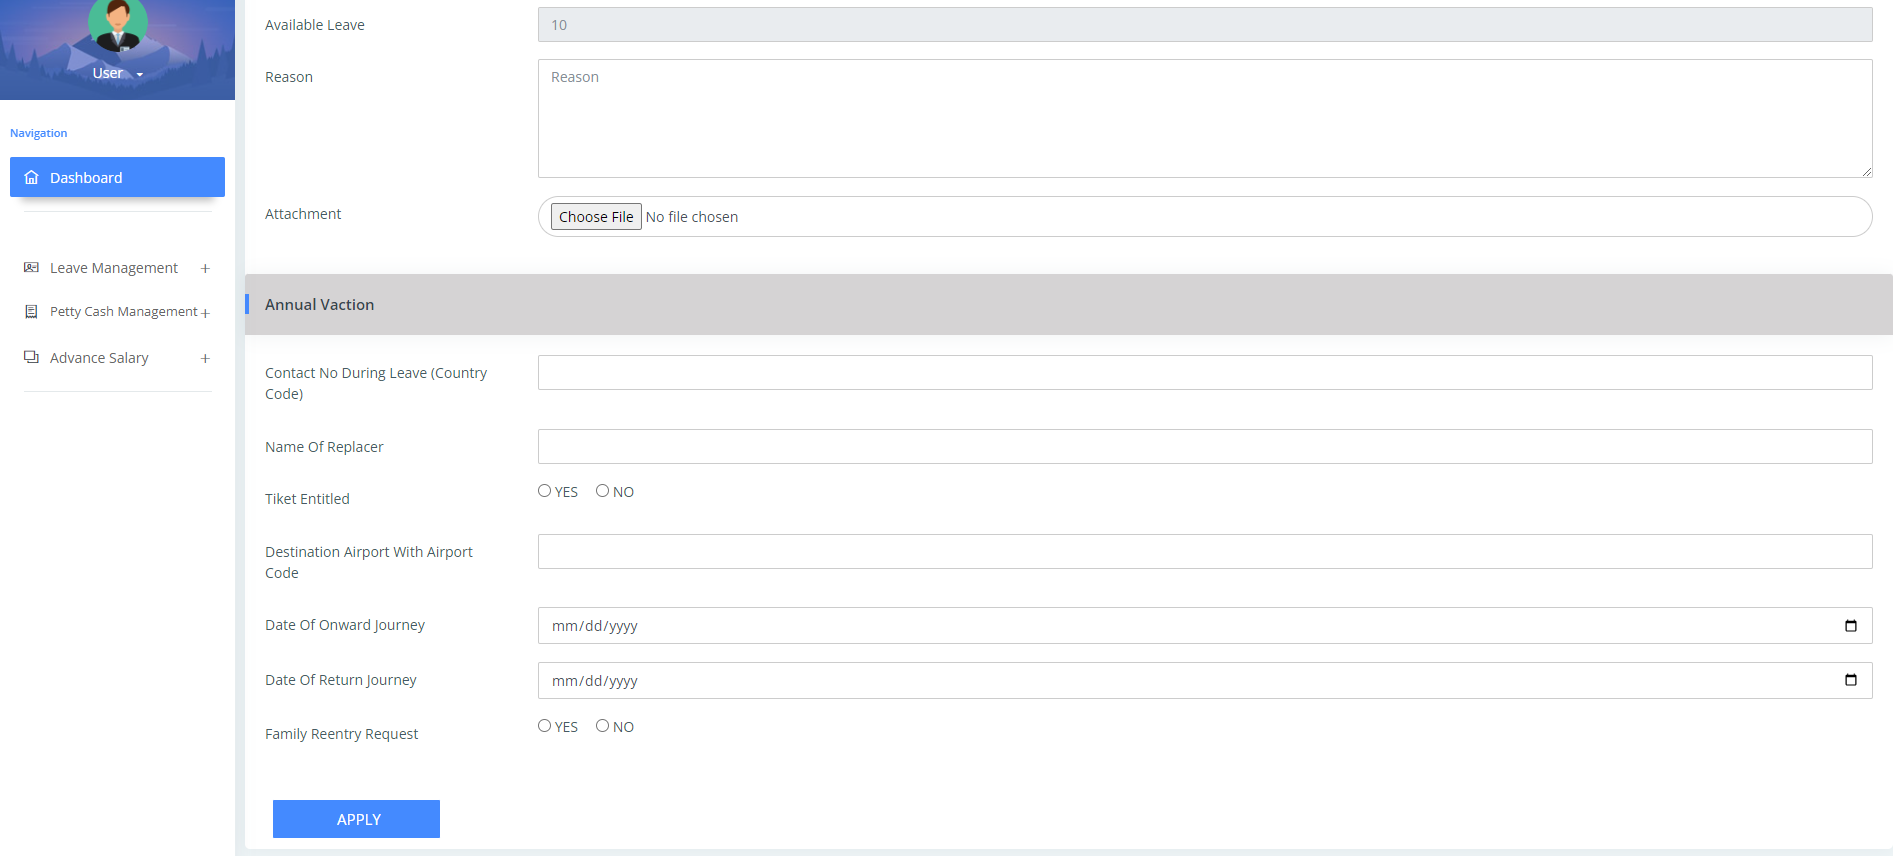 User
Navigation
Dashboard
Leave Management
Petty Cash Management
Advance Salary
Available Leave
10
Reason
Reason
Attachment
Choose File No file chosen
Annual Vaction
Contact No During Leave (Country
Code)
Name Of Replacer
Tiket Entitled
YES NO
Destination Airport With Airport
Code
Date Of Onward Journey
mm/dd/yyyy
Date Of Return Journey
mm/dd/yyyy
Family Reentry Request
YES NO
APPLY